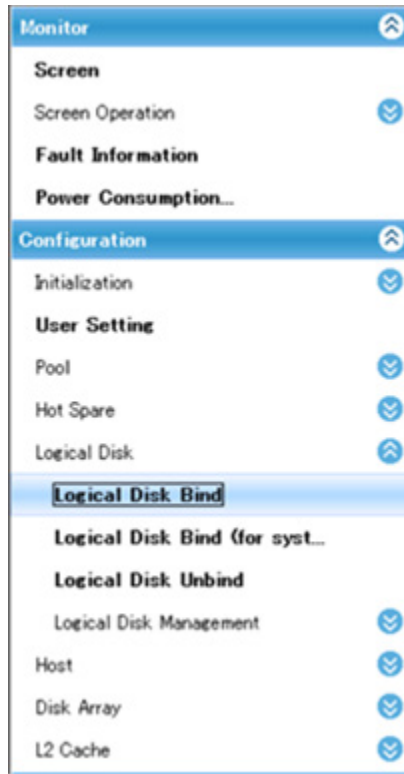 Monitor
Screen
Screen Operation
Fault Information
Power Consumption...
Configuration
Initialization
User Setting
Pool
Hot Spare
Logical Disk
Logical Disk Bind
Logical Disk Bind (for syst...
Logical Disk Unbind
Logical Disk Management
Host
Disk Array
L2 Cache